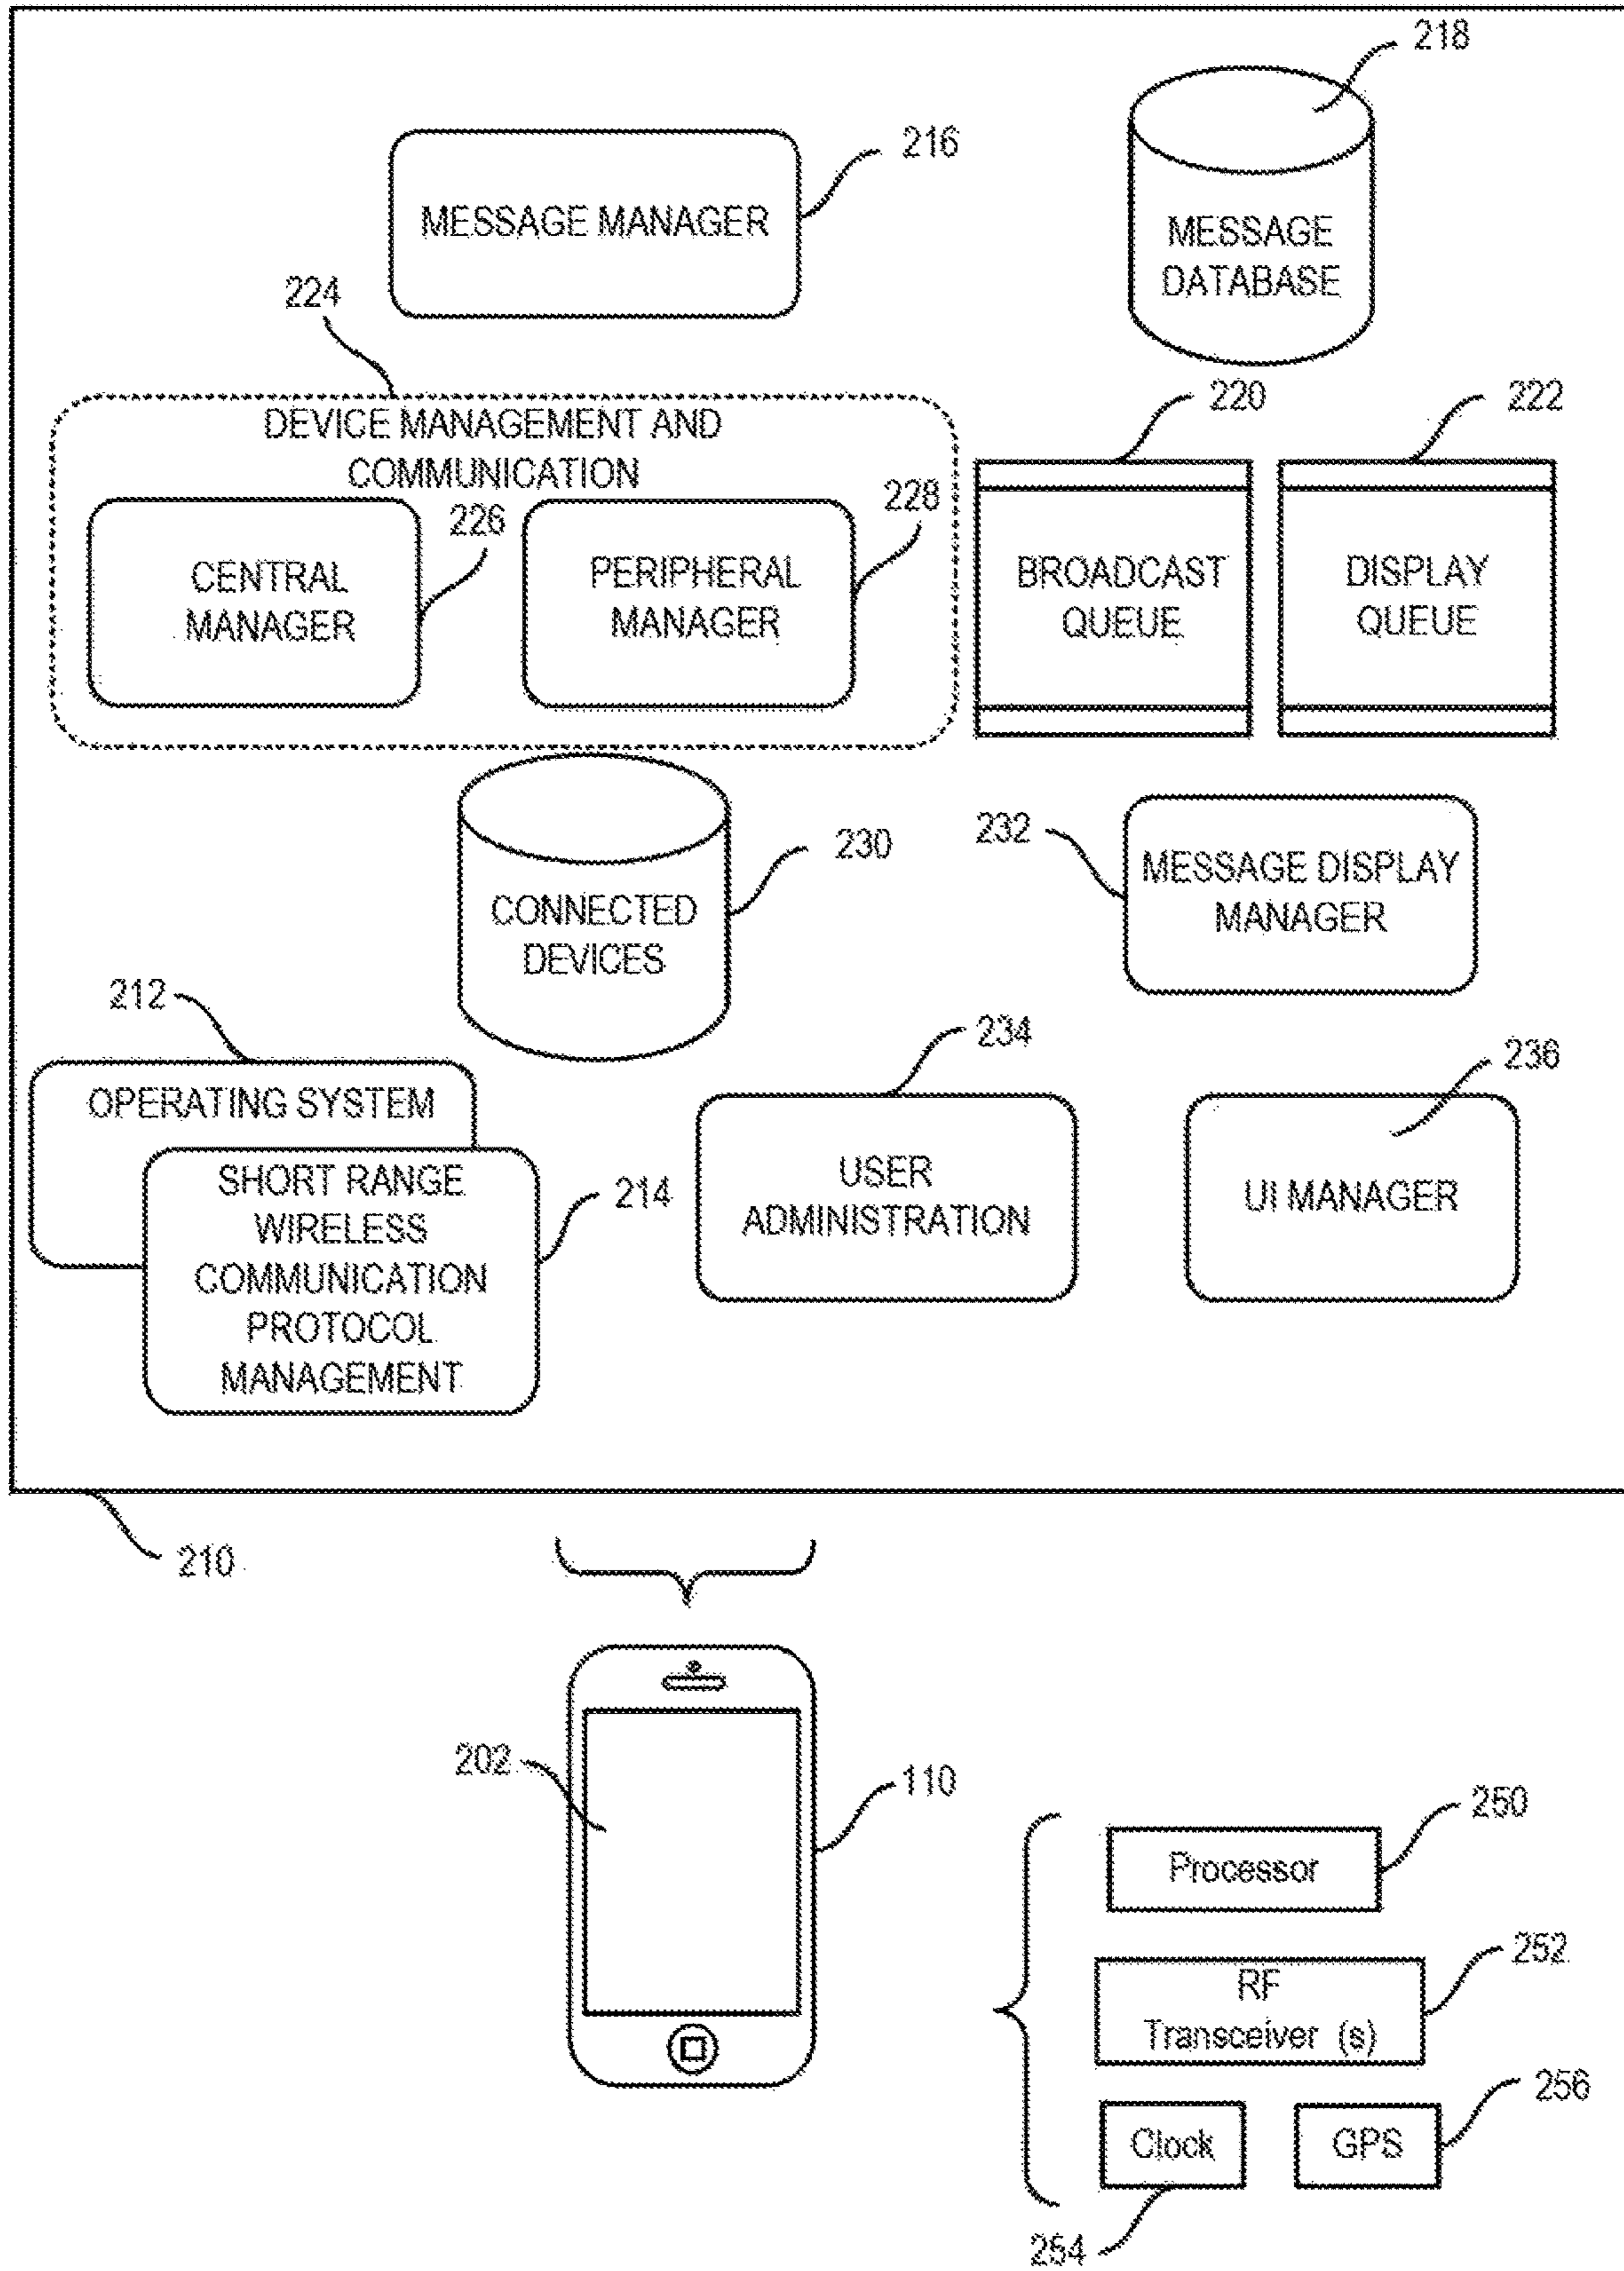 218
216
MESSAGE MANAGER
MESSAGE
DATABASE
224
220
222
DEVICE MANAGEMENT AND
COMMUNICATION
226
228
CENTRAL
MANAGER
PERIPHERAL
MANAGER
BROADCAST
QUEUE
DISPLAY
QUEUE
230
232
MESSAGE DISPLAY
MANAGER
CONNECTED
DEVICES
212
234
236
OPERATING SYSTEM
SHORT RANGE
WIRELESS
COMMUNICATION
PROTOCOL
MANAGEMENT
214
USER
ADMINISTRATION
UI MANAGER
210
202
110
250
Processor
252
RF
Transceiver (s)
256
Clock
GPS
254